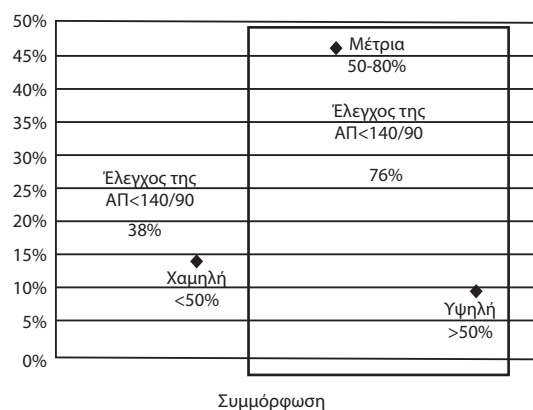 50%
45%
40%
35%
30%
25%
20%
15%
10%
5%
0%
Μέτρια
50-80%
Έλεγχος της
ΑΠ<140/90
76%
Έλεγχος της
ΑΠ<140/90
38%
Χαμηλή
<50%
Υψηλή
>50%
Συμμόρφωση